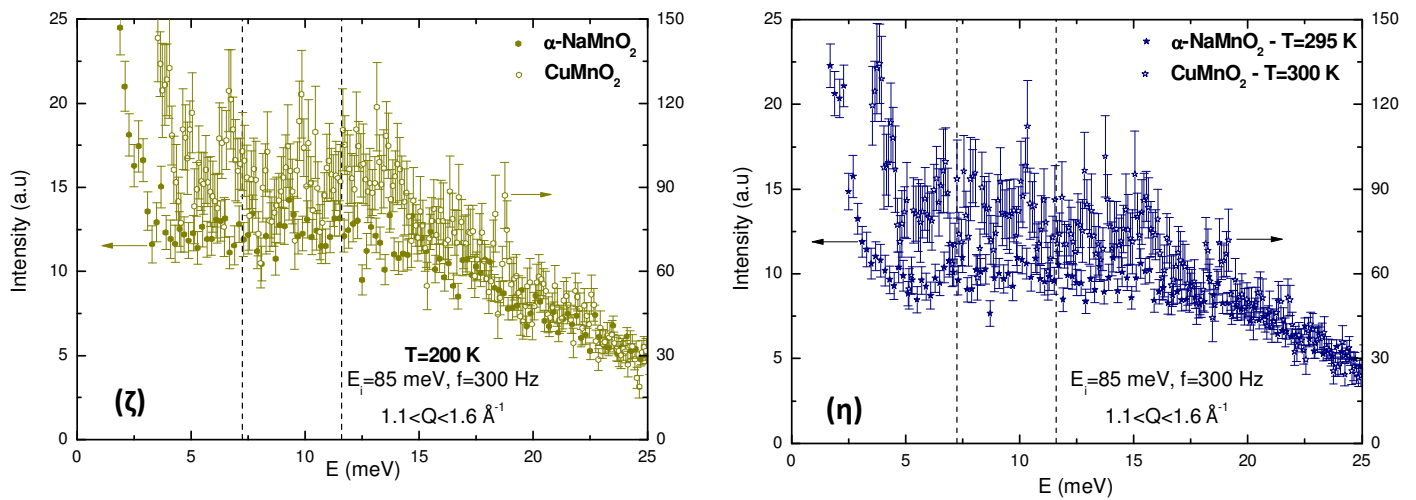 25
20
15
10
5
0
Intensity (a.u)
150
120
90
60
30
0
α-NaMnO₂
CuMnO₂
T=200 K
Eᵢ=85 meV, f=300 Hz
1.1<Q<1.6 Å⁻¹
(ζ)
0 5 10 15 20 25
E (meV)
25
20
15
10
5
0
Intensity (a.u)
150
120
90
60
30
0
α-NaMnO₂ - T=295 K
CuMnO₂ - T=300 K
Eᵢ=85 meV, f=300 Hz
1.1<Q<1.6 Å⁻¹
(η)
0 5 10 15 20 25
E (meV)